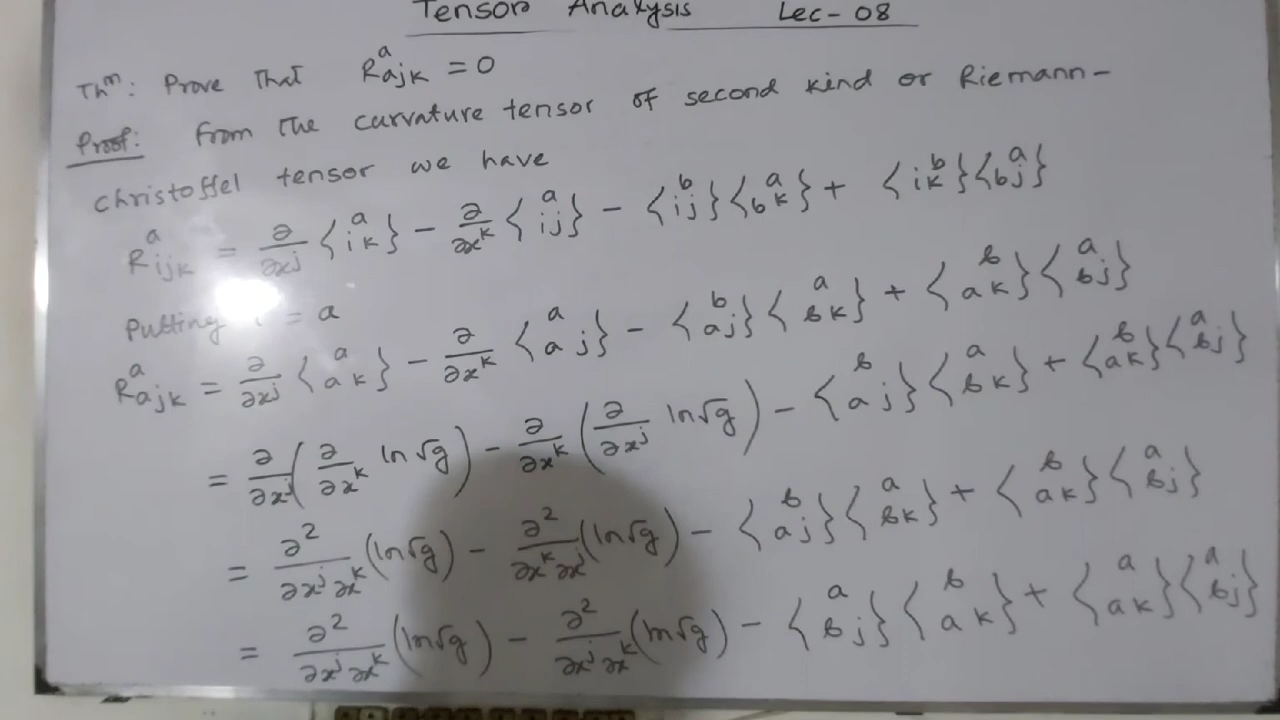 Tensor Analysis Lec-08
Thᵐ: Prove That R^a_{ajk} = 0
Proof: From the curvature tensor of second kind or Riemann-
christoffel tensor we have
R^a_{ijk} = ∂/∂x^j {a ik} - ∂/∂x^k {a ij} - {b ij}{a bk} + {b ik}{a bj}
Putting i = a
R^a_{ajk} = ∂/∂x^j {a ak} - ∂/∂x^k {a aj} - {b aj}{a bk} + {b ak}{a bj}
= ∂/∂x^j (∂/∂x^k ln√g) - ∂/∂x^k (∂/∂x^j ln√g) - {b aj}{a bk} + {b ak}{a bj}
= ∂²/∂x^j ∂x^k (ln√g) - ∂²/∂x^k ∂x^j (ln√g) - {b aj}{a bk} + {b ak}{a bj}
= ∂²/∂x^j ∂x^k (ln√g) - ∂²/∂x^j ∂x^k (ln√g) - {a bj}{b ak} + {a ak}{a bj}